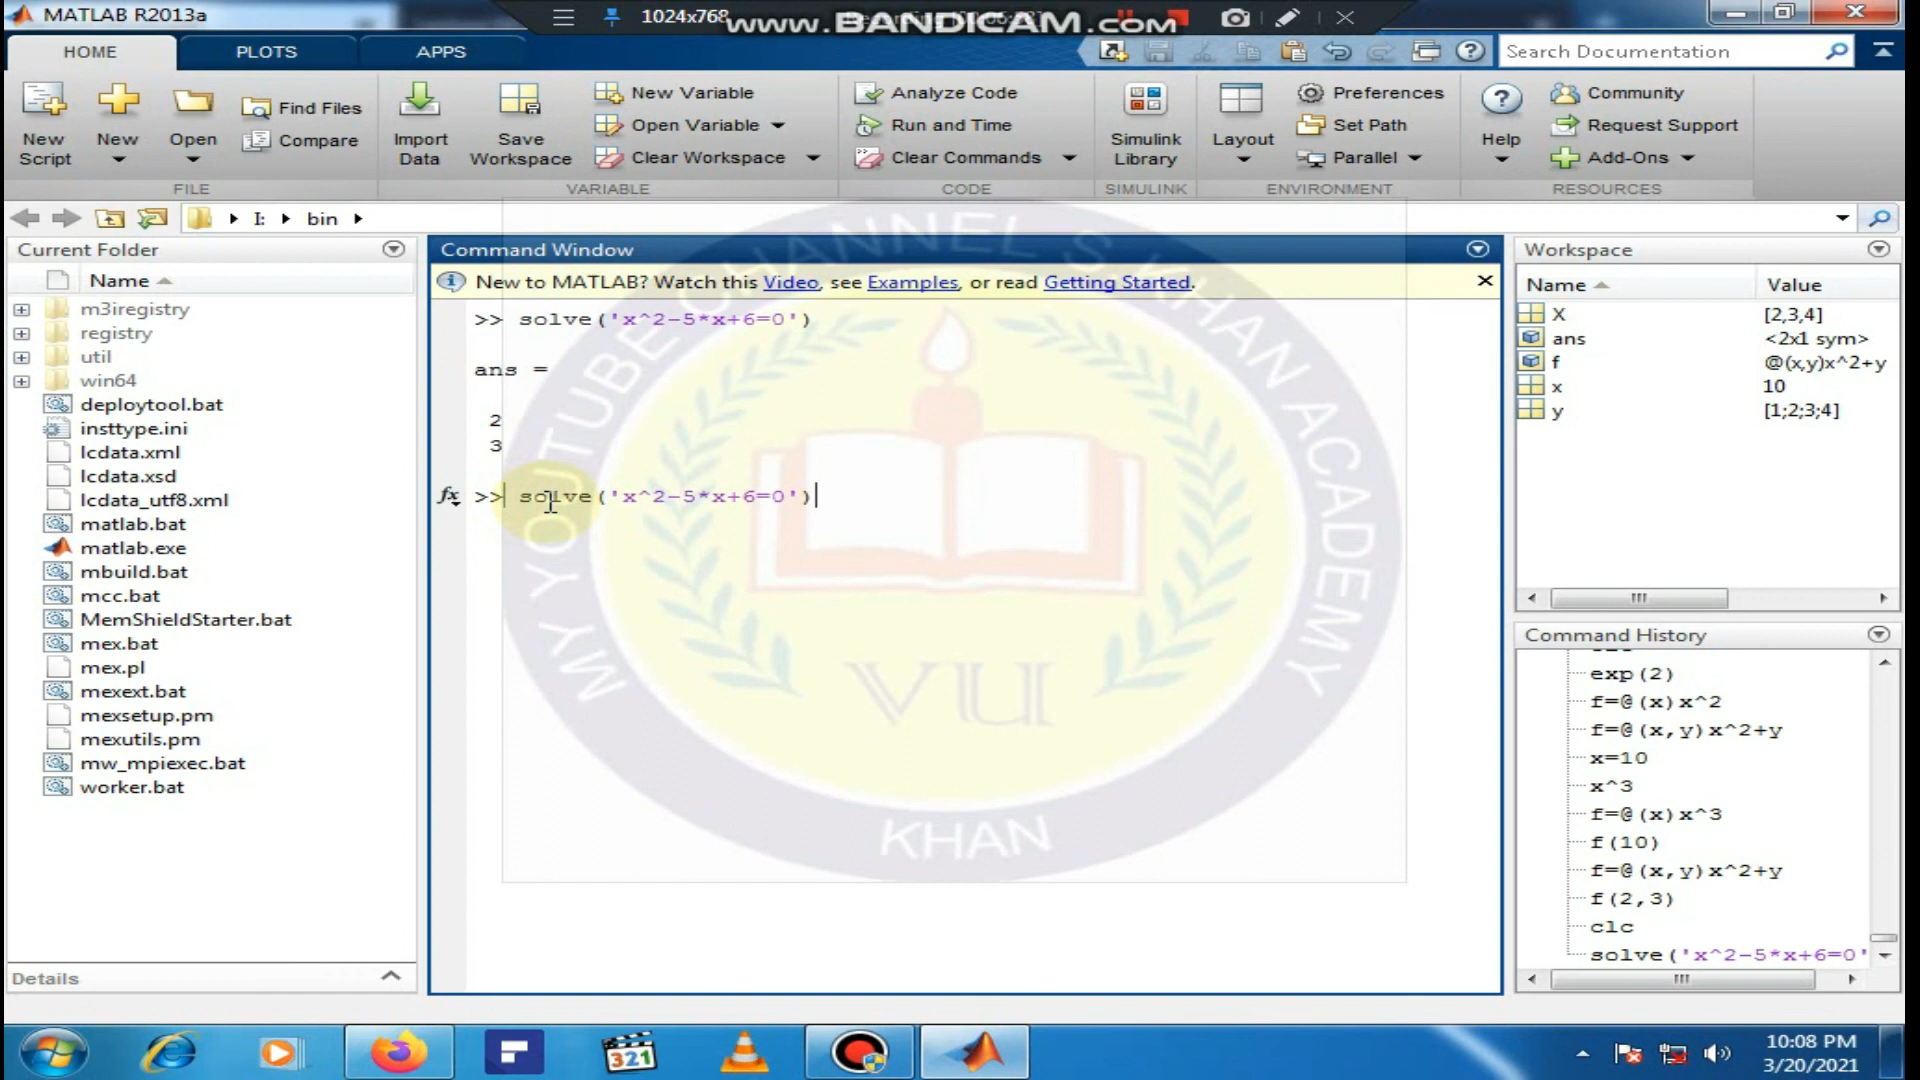 MATLAB R2013a
1024x768
www.BANDICAM.com
HOME
PLOTS
APPS
Search Documentation
New Script
New
Open
Find Files
Compare
Import Data
Save Workspace
New Variable
Open Variable
Clear Workspace
Analyze Code
Run and Time
Clear Commands
Simulink Library
Layout
Preferences
Set Path
Parallel
Help
Community
Request Support
Add-Ons
FILE
VARIABLE
CODE
SIMULINK
ENVIRONMENT
RESOURCES
I:
bin
Current Folder
Name
m3iregistry
registry
util
win64
deploytool.bat
insttype.ini
lcdata.xml
lcdata.xsd
lcdata_utf8.xml
matlab.bat
matlab.exe
mbuild.bat
mcc.bat
MemShieldStarter.bat
mex.bat
mex.pl
mexext.bat
mexsetup.pm
mexutils.pm
mw_mpiexec.bat
worker.bat
Details
Command Window
New to MATLAB? Watch this Video, see Examples, or read Getting Started.
>> solve('x^2-5*x+6=0')
ans =
2
3
fx >> solve('x^2-5*x+6=0')
MY YOUTUBE CHANNEL S. KHAN ACADEMY
VU
KHAN
Workspace
Name Value
X [2,3,4]
ans <2x1 sym>
f @(x,y)x^2+y
x 10
y [1;2;3;4]
Command History
exp(2)
f=@(x)x^2
f=@(x,y)x^2+y
x=10
x^3
f=@(x)x^3
f(10)
f=@(x,y)x^2+y
f(2,3)
clc
solve('x^2-5*x+6=0'
321
10:08 PM
3/20/2021